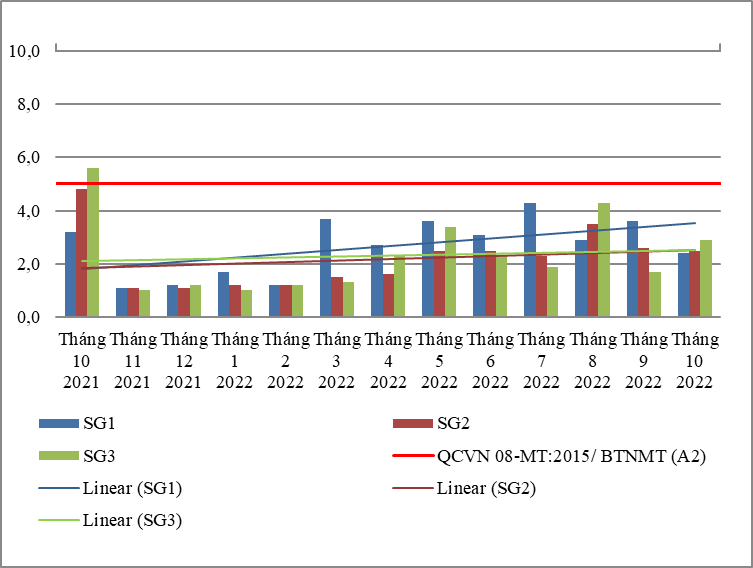 10,0
8,0
6,0
4,0
2,0
0,0
Tháng Tháng Tháng Tháng Tháng Tháng Tháng Tháng Tháng Tháng Tháng Tháng Tháng
10 11 12 1 2 3 4 5 6 7 8 9 10
2021 2021 2021 2022 2022 2022 2022 2022 2022 2022 2022 2022 2022
SG1 SG2
SG3 QCVN 08-MT:2015/ BTNMT (A2)
Linear (SG1) Linear (SG2)
Linear (SG3)